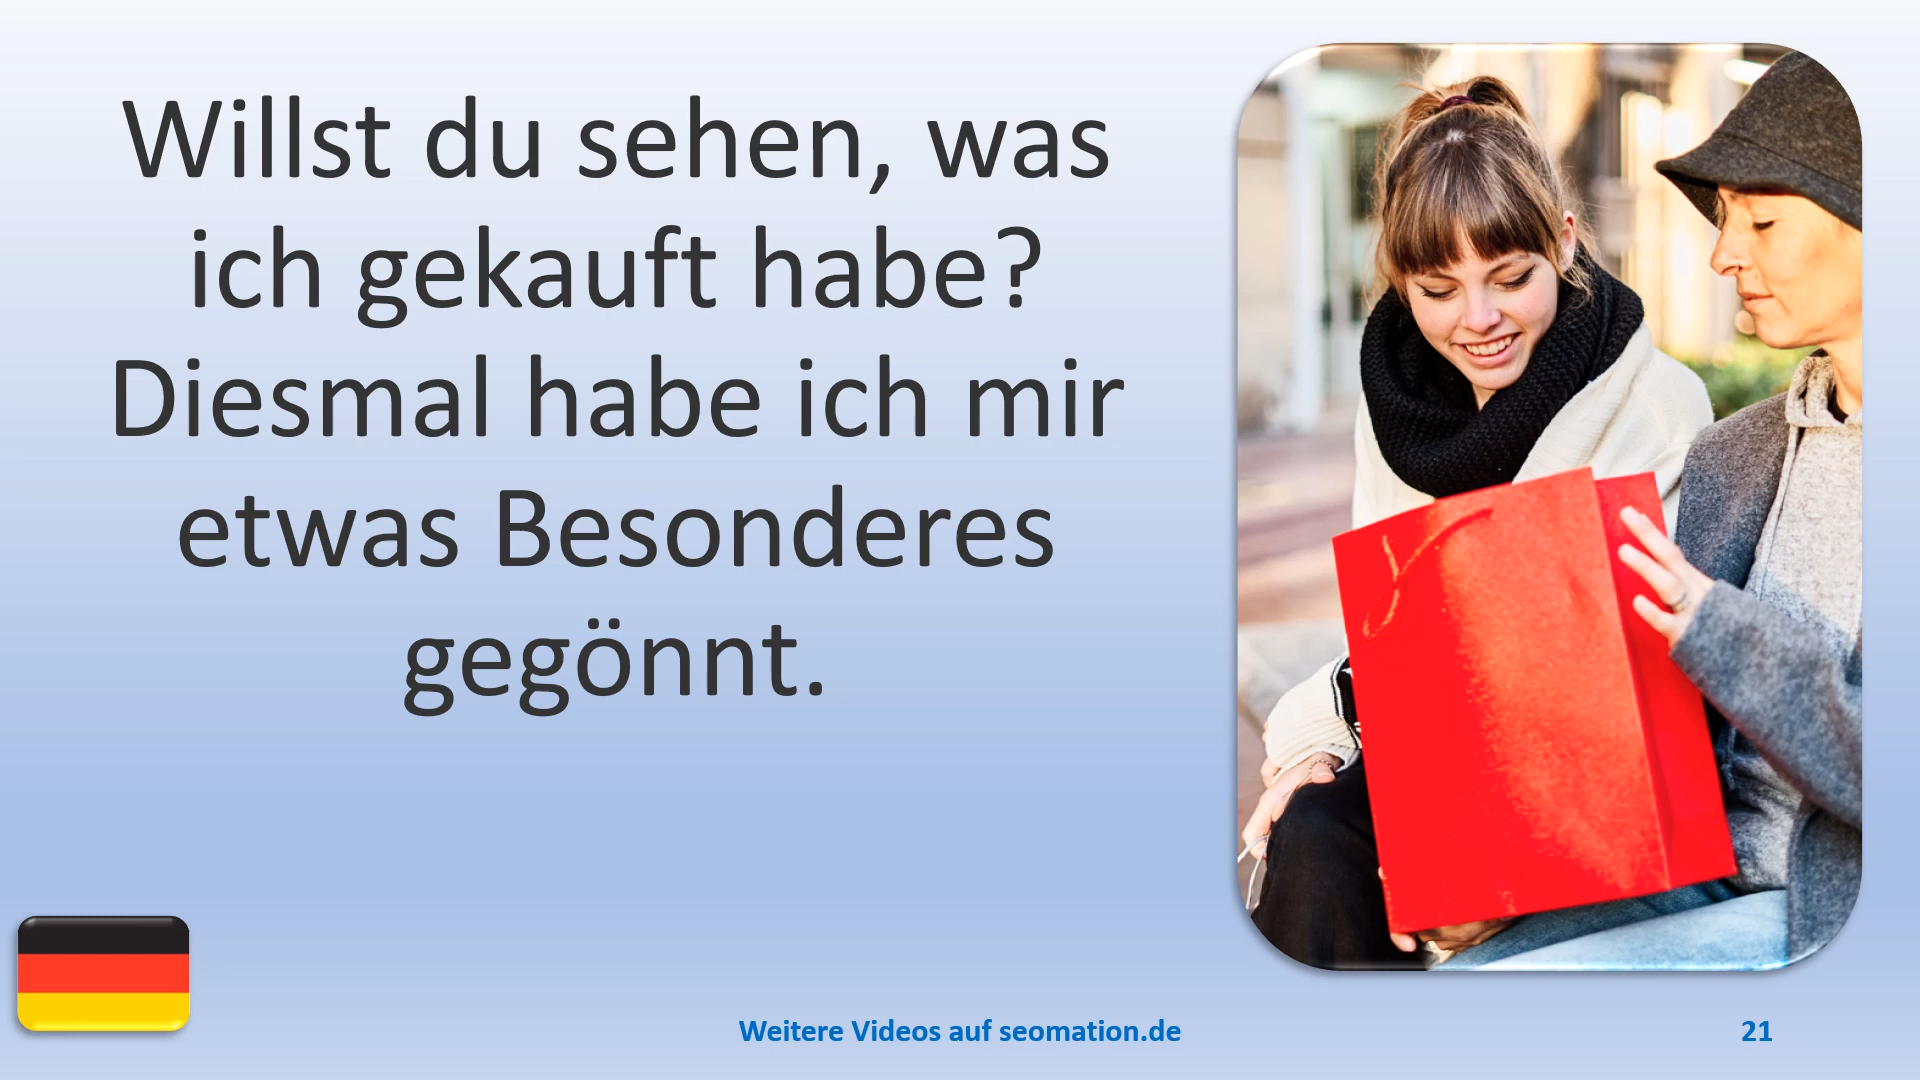 Willst du sehen, was
ich gekauft habe?
Diesmal habe ich mir
etwas Besonderes
gegönnt.
Weitere Videos auf seomation.de
21